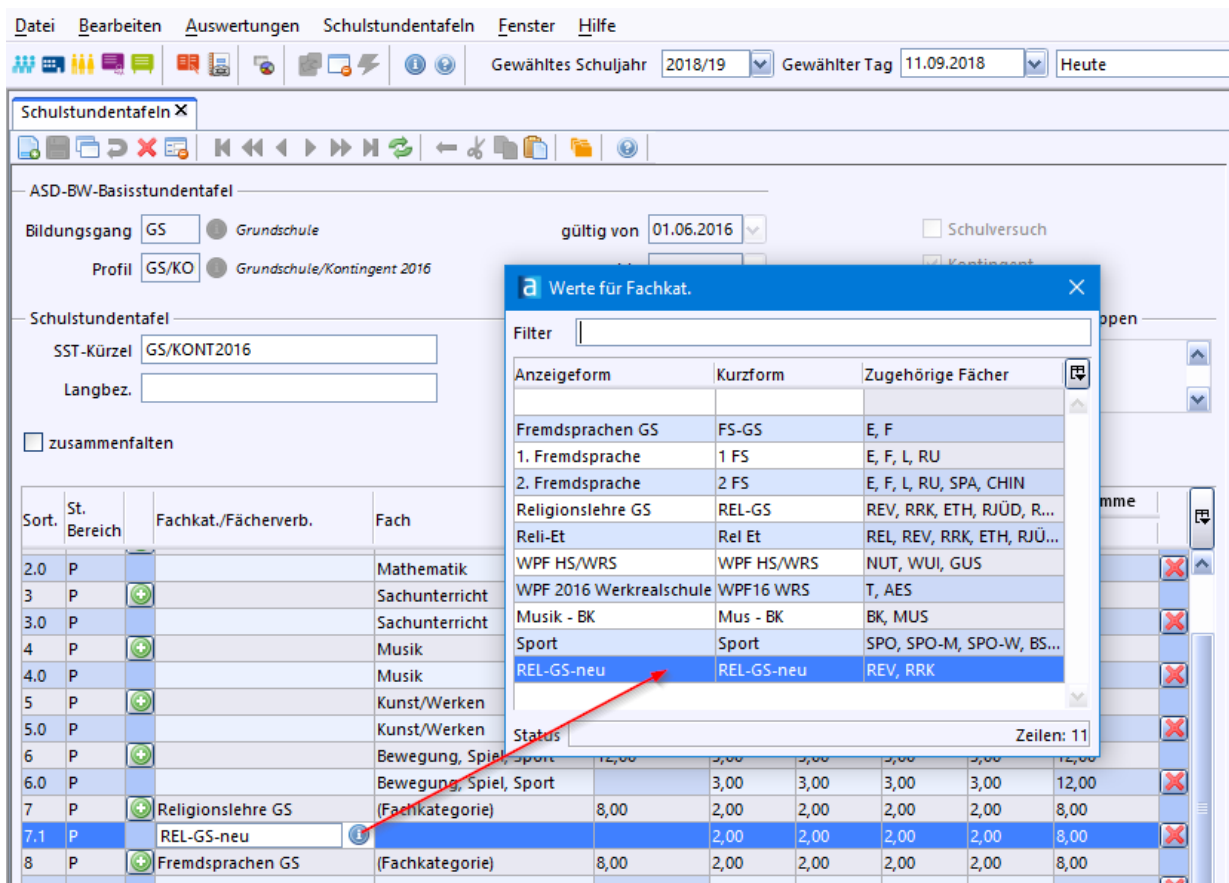 Datei Bearbeiten Auswertungen Schulstundentafeln Fenster Hilfe
Gewähltes Schuljahr 2018/19 Gewählter Tag 11.09.2018 Heute
Schulstundentafeln X
ASD-BW-Basisstundentafel
Bildungsgang GS Grundschule gültig von 01.06.2016 Schulversuch
Profil GS/KO Grundschule/Kontingent 2016 Kontingent
Schulstundentafel
SST-Kürzel GS/KONT2016
Langbez.
zusammenfalten
a Werte für Fachkat.
Filter
Anzeigeform Kurzform Zugehörige Fächer
Fremdsprachen GS FS-GS E, F
1. Fremdsprache 1 FS E, F, L, RU
2. Fremdsprache 2 FS E, F, L, RU, SPA, CHIN
Religionslehre GS REL-GS REV, RRK, ETH, RJÜD, R...
Reli-Et Rel Et REL, REV, RRK, ETH, RJÜ...
WPF HS/WRS WPF HS/WRS NUT, WUI, GUS
WPF 2016 Werkrealschule WPF16 WRS T, AES
Musik - BK Mus - BK BK, MUS
Sport Sport SPO, SPO-M, SPO-W, BS...
REL-GS-neu REL-GS-neu REV, RRK
Status Zeilen: 11
Sort. St. Bereich Fachkat./Fächerverb. Fach
2.0 P Mathematik
3 P Sachunterricht
3.0 P Sachunterricht
4 P Musik
4.0 P Musik
5 P Kunst/Werken
5.0 P Kunst/Werken
6 P Bewegung, Spiel, Sport 12,00 3,00 3,00 3,00 3,00 12,00
6.0 P Bewegung, Spiel, Sport 3,00 3,00 3,00 3,00 12,00
7 P Religionslehre GS (Fachkategorie) 8,00 2,00 2,00 2,00 2,00 8,00
7.1 P REL-GS-neu 2,00 2,00 2,00 2,00 8,00
8 P Fremdsprachen GS (Fachkategorie) 8,00 2,00 2,00 2,00 2,00 8,00